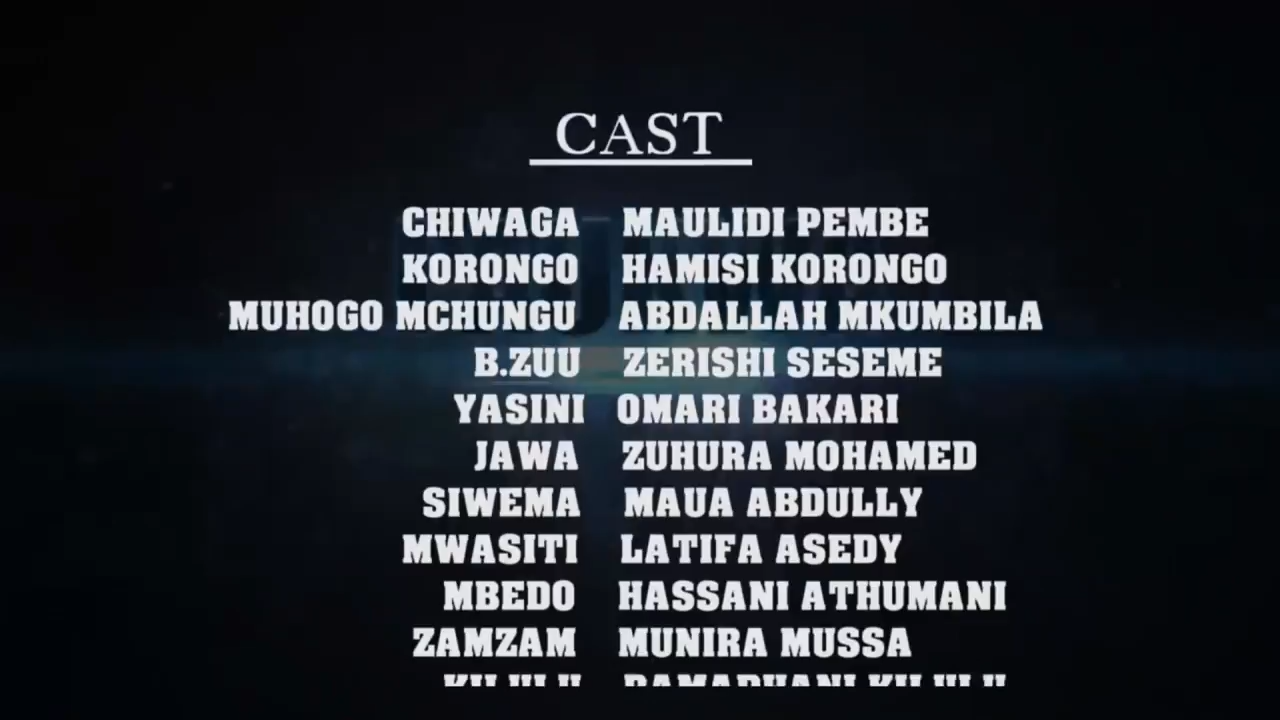 CAST
CHIWAGA MAULIDI PEMBE
KORONGO HAMISI KORONGO
MUHOGO MCHUNGU ABDALLAH MKUMBILA
B.ZUU ZERISHI SESEME
YASINI OMARI BAKARI
JAWA ZUHURA MOHAMED
SIWEMA MAUA ABDULLY
MWASITI LATIFA ASEDY
MBEDO HASSANI ATHUMANI
ZAMZAM MUNIRA MUSSA